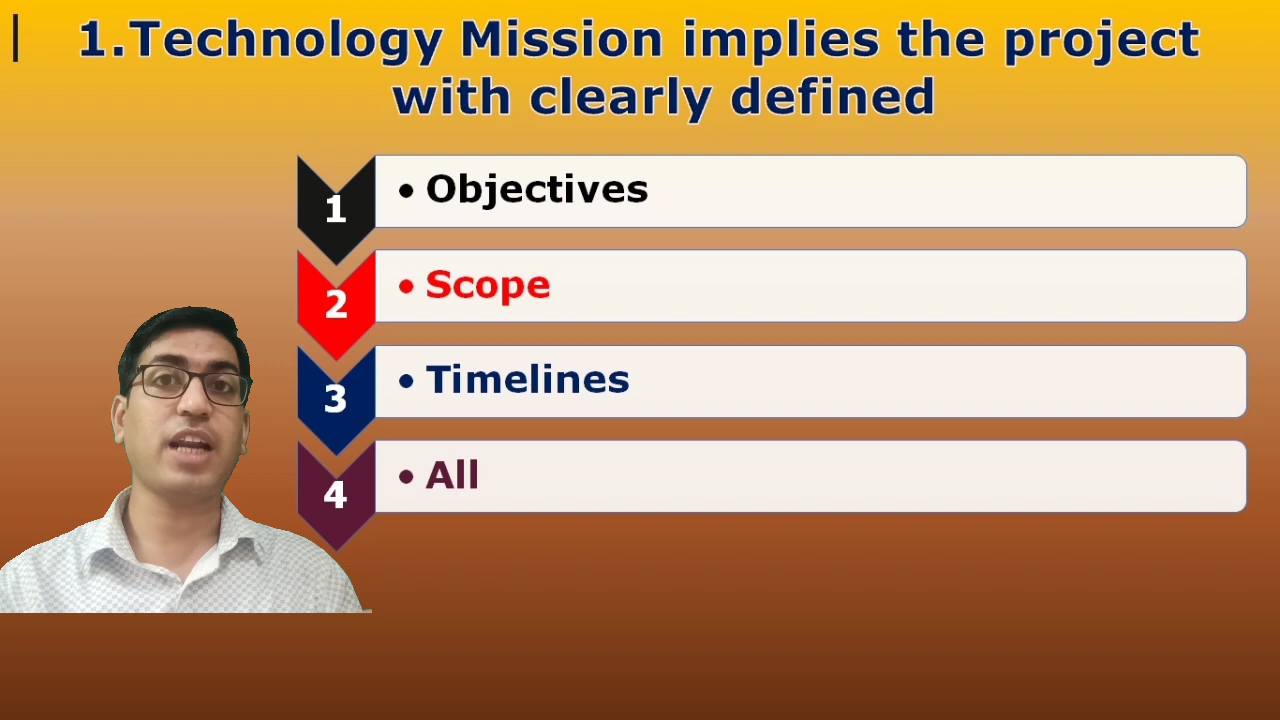 1.Technology Mission implies the project
with clearly defined
1
• Objectives
2
• Scope
3
• Timelines
4
• All